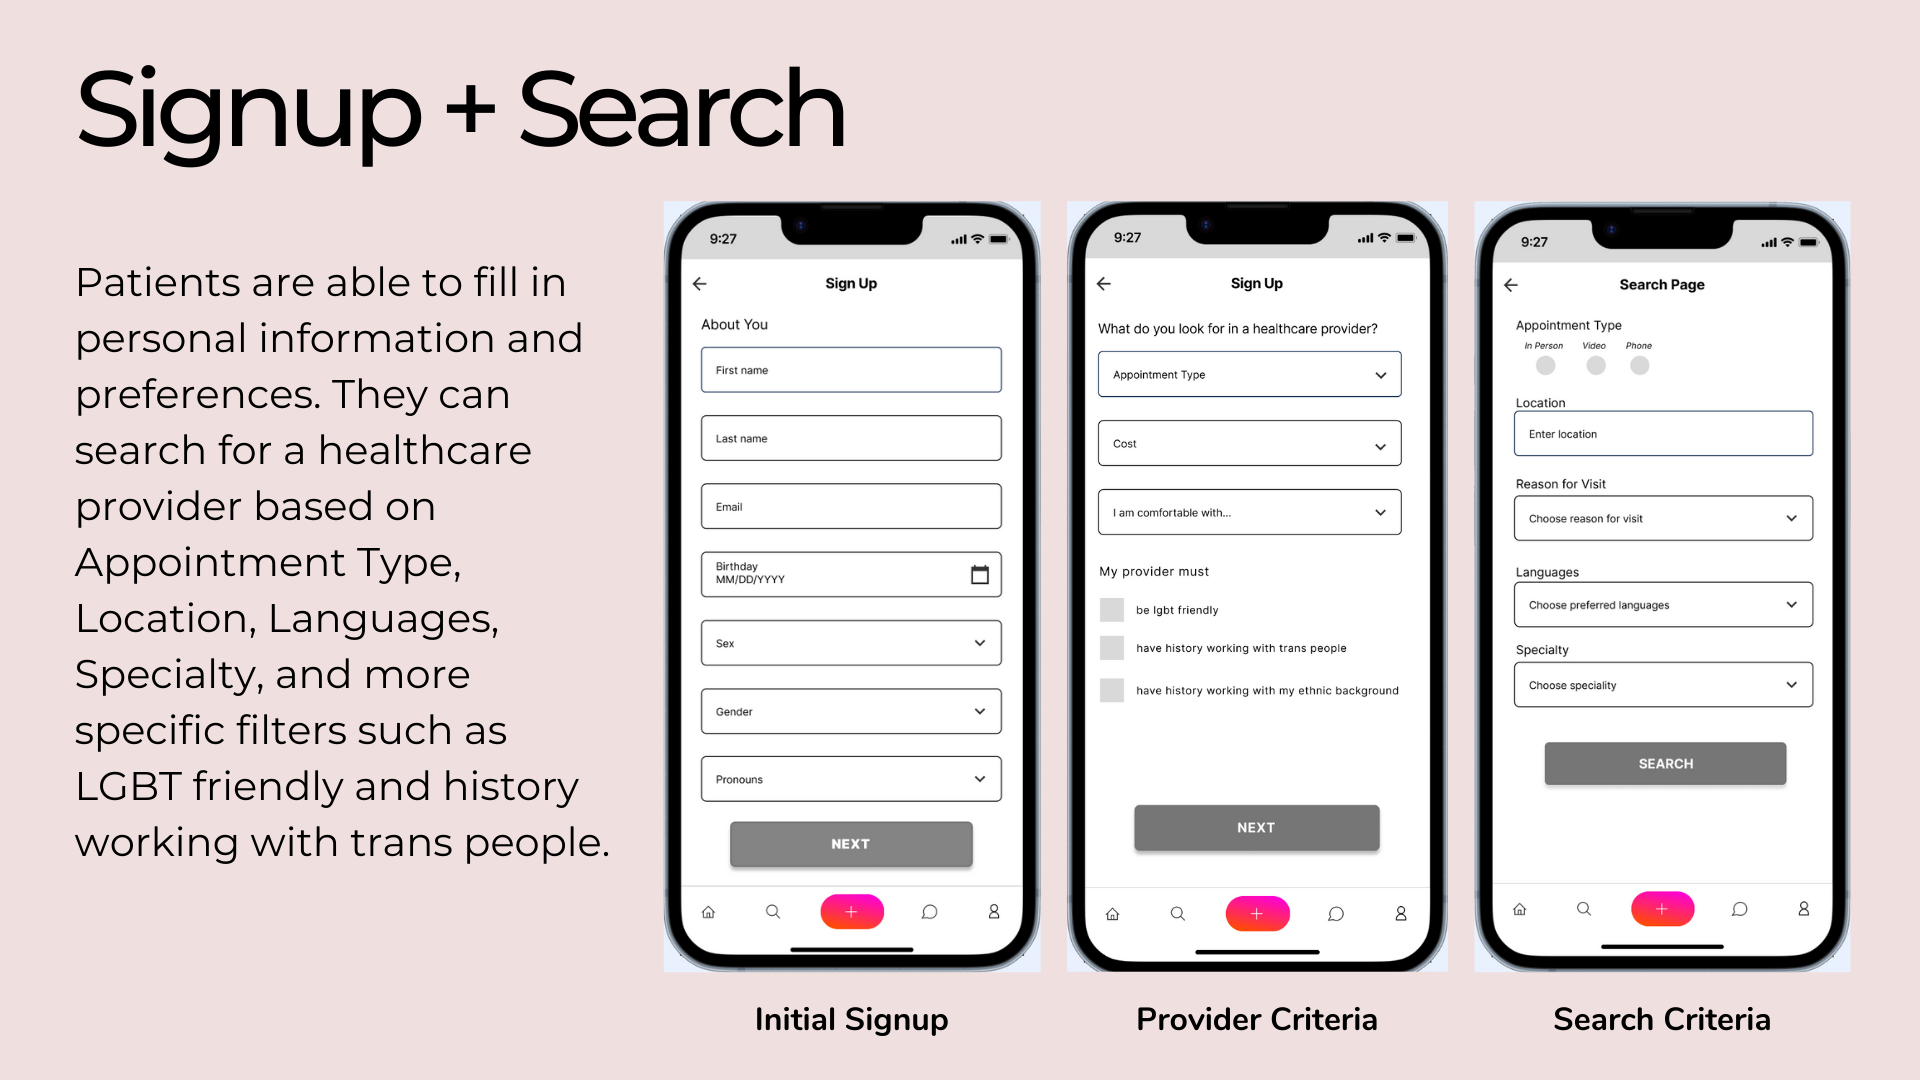 Signup + Search
Patients are able to fill in
personal information and
preferences. They can
search for a healthcare
provider based on
Appointment Type,
Location, Languages,
Specialty, and more
specific filters such as
LGBT friendly and history
working with trans people.
9:27
Sign Up
About You
First name
Last name
Email
Birthday
MM/DD/YYYY
Sex
Gender
Pronouns
NEXT
Initial Signup
9:27
Sign Up
What do you look for in a healthcare provider?
Appointment Type
Cost
I am comfortable with...
My provider must
be lgbt friendly
have history working with trans people
have history working with my ethnic background
NEXT
Provider Criteria
9:27
Search Page
Appointment Type
In Person Video Phone
Location
Enter location
Reason for Visit
Choose reason for visit
Languages
Choose preferred languages
Specialty
Choose speciality
SEARCH
Search Criteria